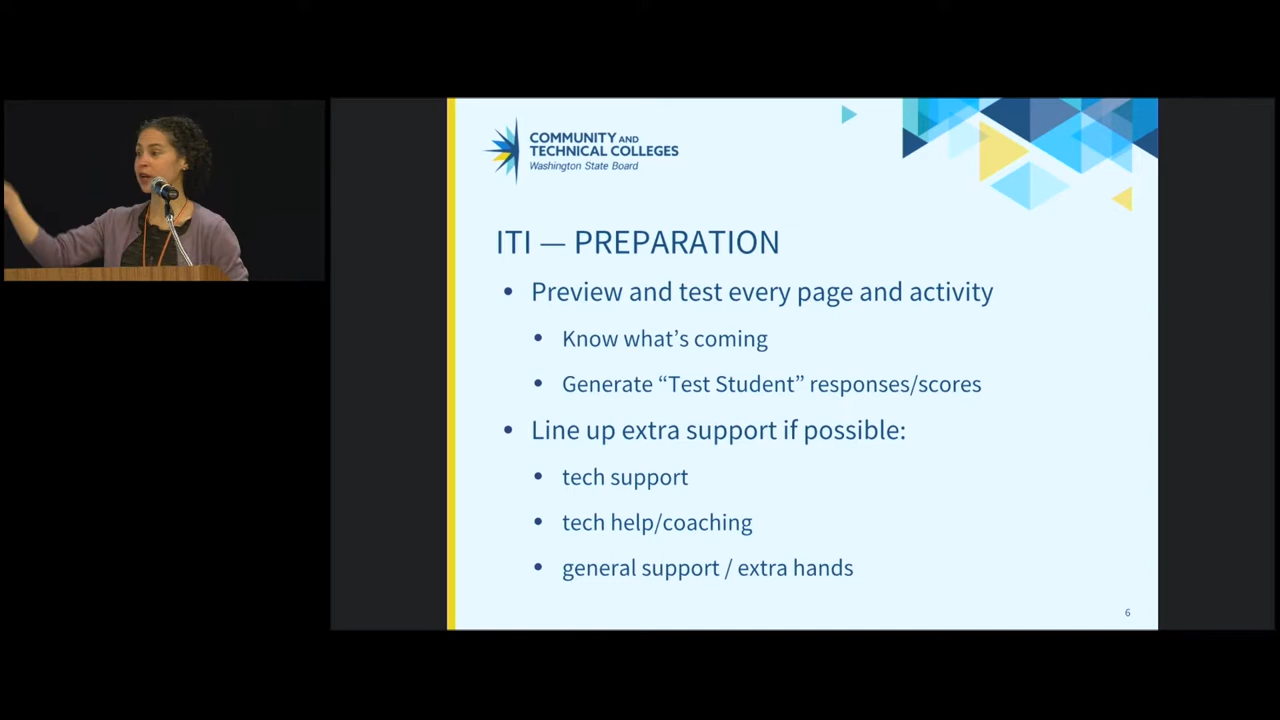 COMMUNITY AND
TECHNICAL COLLEGES
Washington State Board
ITI — PREPARATION
• Preview and test every page and activity
• Know what’s coming
• Generate “Test Student” responses/scores
• Line up extra support if possible:
• tech support
• tech help/coaching
• general support / extra hands
6